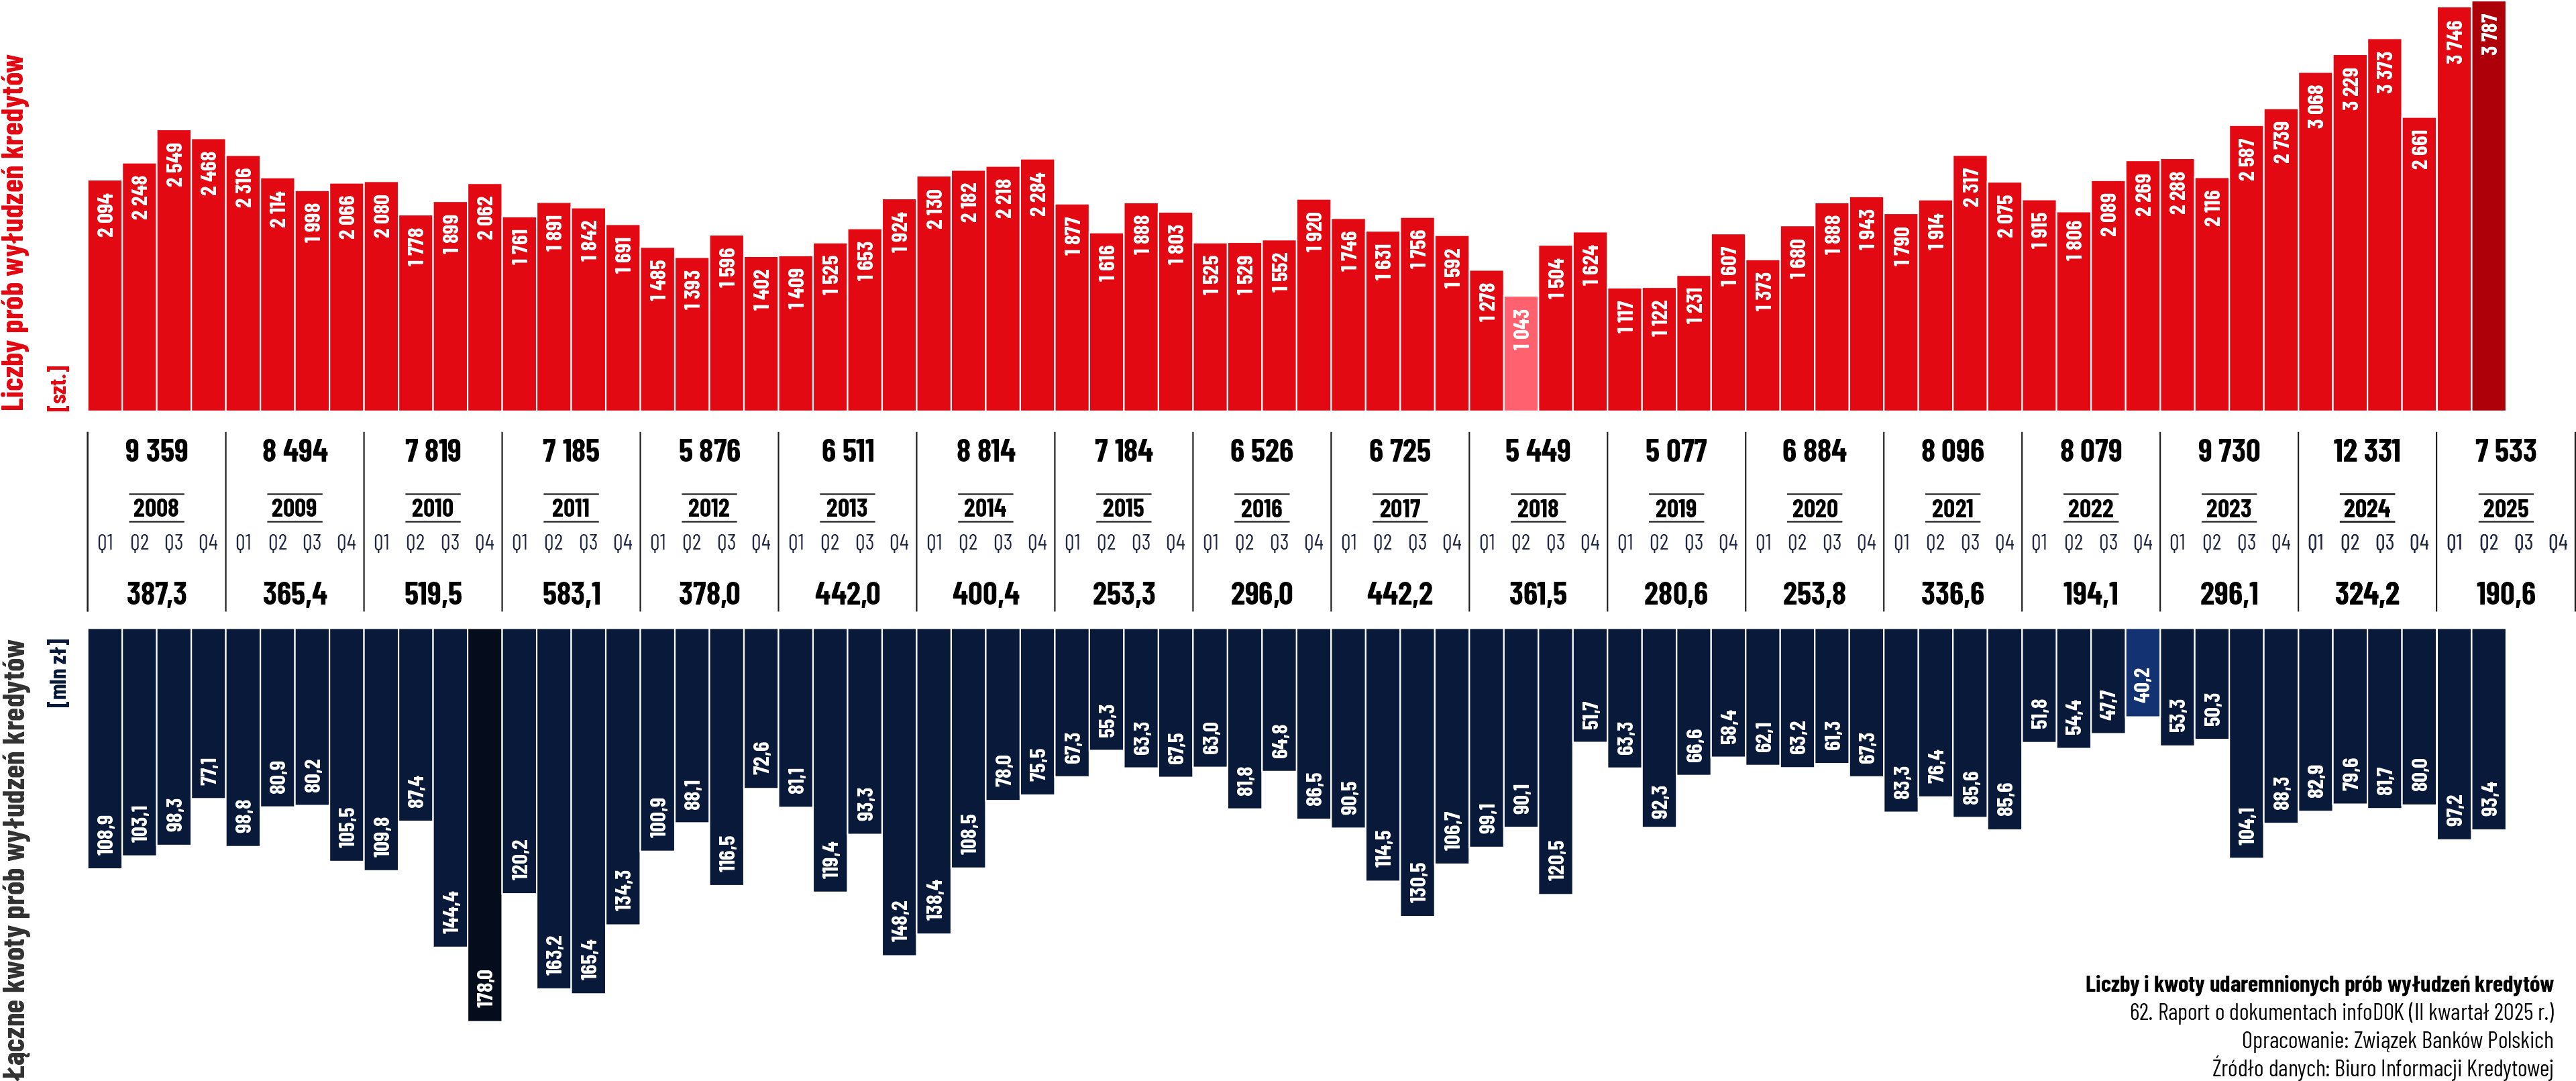 Liczby prób wyłudzeń kredytów
[szt.]
2 094 2 248 2 549 2 468 2 316 2 114 1 998 2 066 2 080 1 778 1 899 2 062 1 761 1 891 1 842 1 691 1 485 1 393 1 596 1 402 1 409 1 525 1 653 1 924 2 130 2 182 2 218 2 284 1 877 1 616 1 888 1 803 1 525 1 529 1 552 1 920 1 746 1 631 1 756 1 592 1 278 1 043 1 504 1 624 1 117 1 122 1 231 1 607 1 373 1 680 1 888 1 943 1 790 1 914 2 317 2 075 1 915 1 806 2 089 2 269 2 288 2 116 2 587 2 739 3 068 3 229 3 373 2 661 3 746 3 787
9 359 8 494 7 819 7 185 5 876 6 511 8 814 7 184 6 526 6 725 5 449 5 077 6 884 8 096 8 079 9 730 12 331 7 533
2008 2009 2010 2011 2012 2013 2014 2015 2016 2017 2018 2019 2020 2021 2022 2023 2024 2025
Q1 Q2 Q3 Q4 Q1 Q2 Q3 Q4 Q1 Q2 Q3 Q4 Q1 Q2 Q3 Q4 Q1 Q2 Q3 Q4 Q1 Q2 Q3 Q4 Q1 Q2 Q3 Q4 Q1 Q2 Q3 Q4 Q1 Q2 Q3 Q4 Q1 Q2 Q3 Q4 Q1 Q2 Q3 Q4 Q1 Q2 Q3 Q4 Q1 Q2 Q3 Q4 Q1 Q2 Q3 Q4 Q1 Q2 Q3 Q4 Q1 Q2 Q3 Q4 Q1 Q2 Q3 Q4 Q1 Q2 Q3 Q4
387,3 365,4 519,5 583,1 378,0 442,0 400,4 253,3 296,0 442,2 361,5 280,6 253,8 336,6 194,1 296,1 324,2 190,6
Łączne kwoty prób wyłudzeń kredytów
[mln zł]
108,9 103,1 98,3 77,1 98,8 80,9 80,2 105,5 109,8 87,4 144,4 178,0 120,2 163,2 165,4 134,3 100,9 88,1 116,5 72,6 81,1 119,4 93,3 148,2 138,4 108,5 78,0 75,5 67,3 55,3 63,3 67,5 63,0 81,8 64,8 86,5 90,5 114,5 130,5 106,7 99,1 90,1 120,5 51,7 63,3 92,3 66,6 58,4 62,1 63,2 61,3 67,3 83,3 76,4 85,6 85,6 51,8 54,4 47,7 40,2 53,3 50,3 104,1 88,3 82,9 79,6 81,7 80,0 97,2 93,4
Liczby i kwoty udaremnionych prób wyłudzeń kredytów
62. Raport o dokumentach infoDOK (II kwartał 2025 r.)
Opracowanie: Związek Banków Polskich
Źródło danych: Biuro Informacji Kredytowej